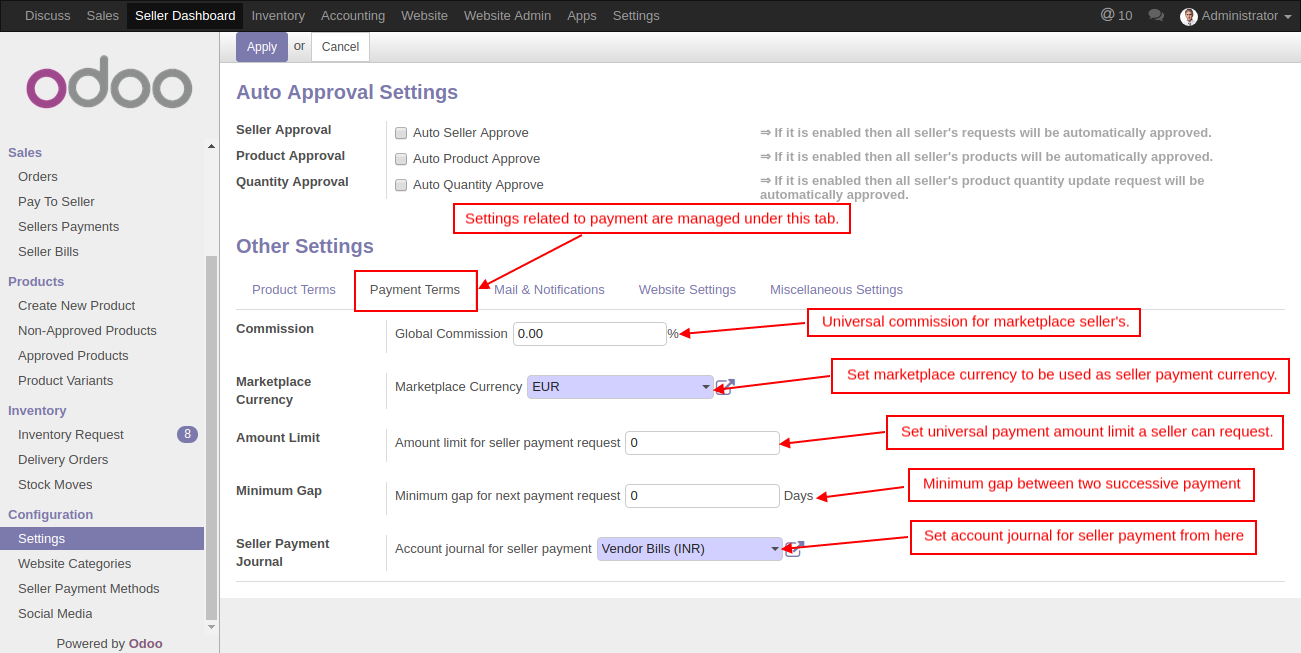 Discuss Sales Seller Dashboard Inventory Accounting Website Website Admin Apps Settings @ 10 Administrator
odoo
Sales
Orders
Pay To Seller
Sellers Payments
Seller Bills
Products
Create New Product
Non-Approved Products
Approved Products
Product Variants
Inventory
Inventory Request 8
Delivery Orders
Stock Moves
Configuration
Settings
Website Categories
Seller Payment Methods
Social Media
Powered by Odoo
Apply or Cancel
Auto Approval Settings
Seller Approval Auto Seller Approve ⇒ If it is enabled then all seller's requests will be automatically approved.
Product Approval Auto Product Approve ⇒ If it is enabled then all seller's products will be automatically approved.
Quantity Approval Auto Quantity Approve ⇒ If it is enabled then all seller's product quantity update request will be
automatically approved.
Settings related to payment are managed under this tab.
Other Settings
Product Terms Payment Terms Mail & Notifications Website Settings Miscellaneous Settings
Commission Global Commission 0.00 % Universal commission for marketplace seller's.
Marketplace
Currency Marketplace Currency EUR Set marketplace currency to be used as seller payment currency.
Amount Limit Amount limit for seller payment request 0 Set universal payment amount limit a seller can request.
Minimum Gap Minimum gap for next payment request 0 Days Minimum gap between two successive payment
Seller Payment
Journal Account journal for seller payment Vendor Bills (INR) Set account journal for seller payment from here